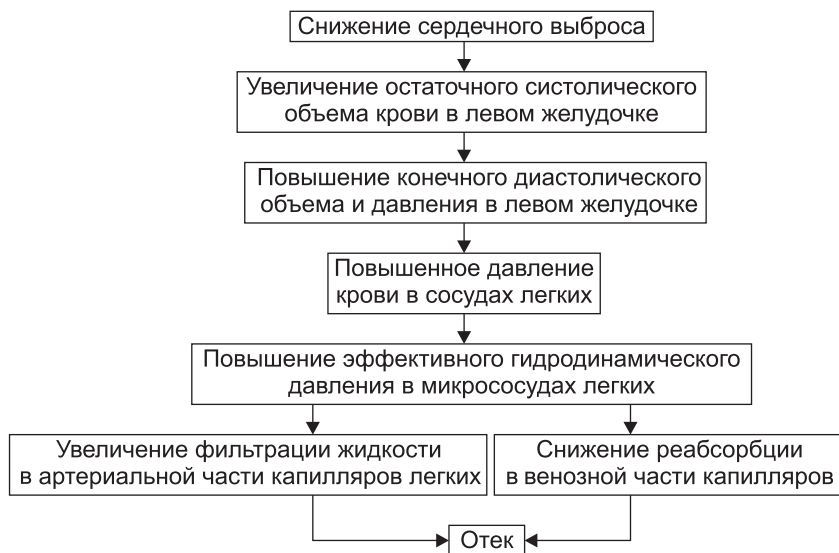 Снижение сердечного выброса
Увеличение остаточного систолического
объема крови в левом желудочке
Повышение конечного диастолического
объема и давления в левом желудочке
Повышенное давление
крови в сосудах легких
Повышение эффективного гидродинамического
давления в микрососудах легких
Увеличение фильтрации жидкости
в артериальной части капилляров легких
Снижение реабсорбции
в венозной части капилляров
Отек